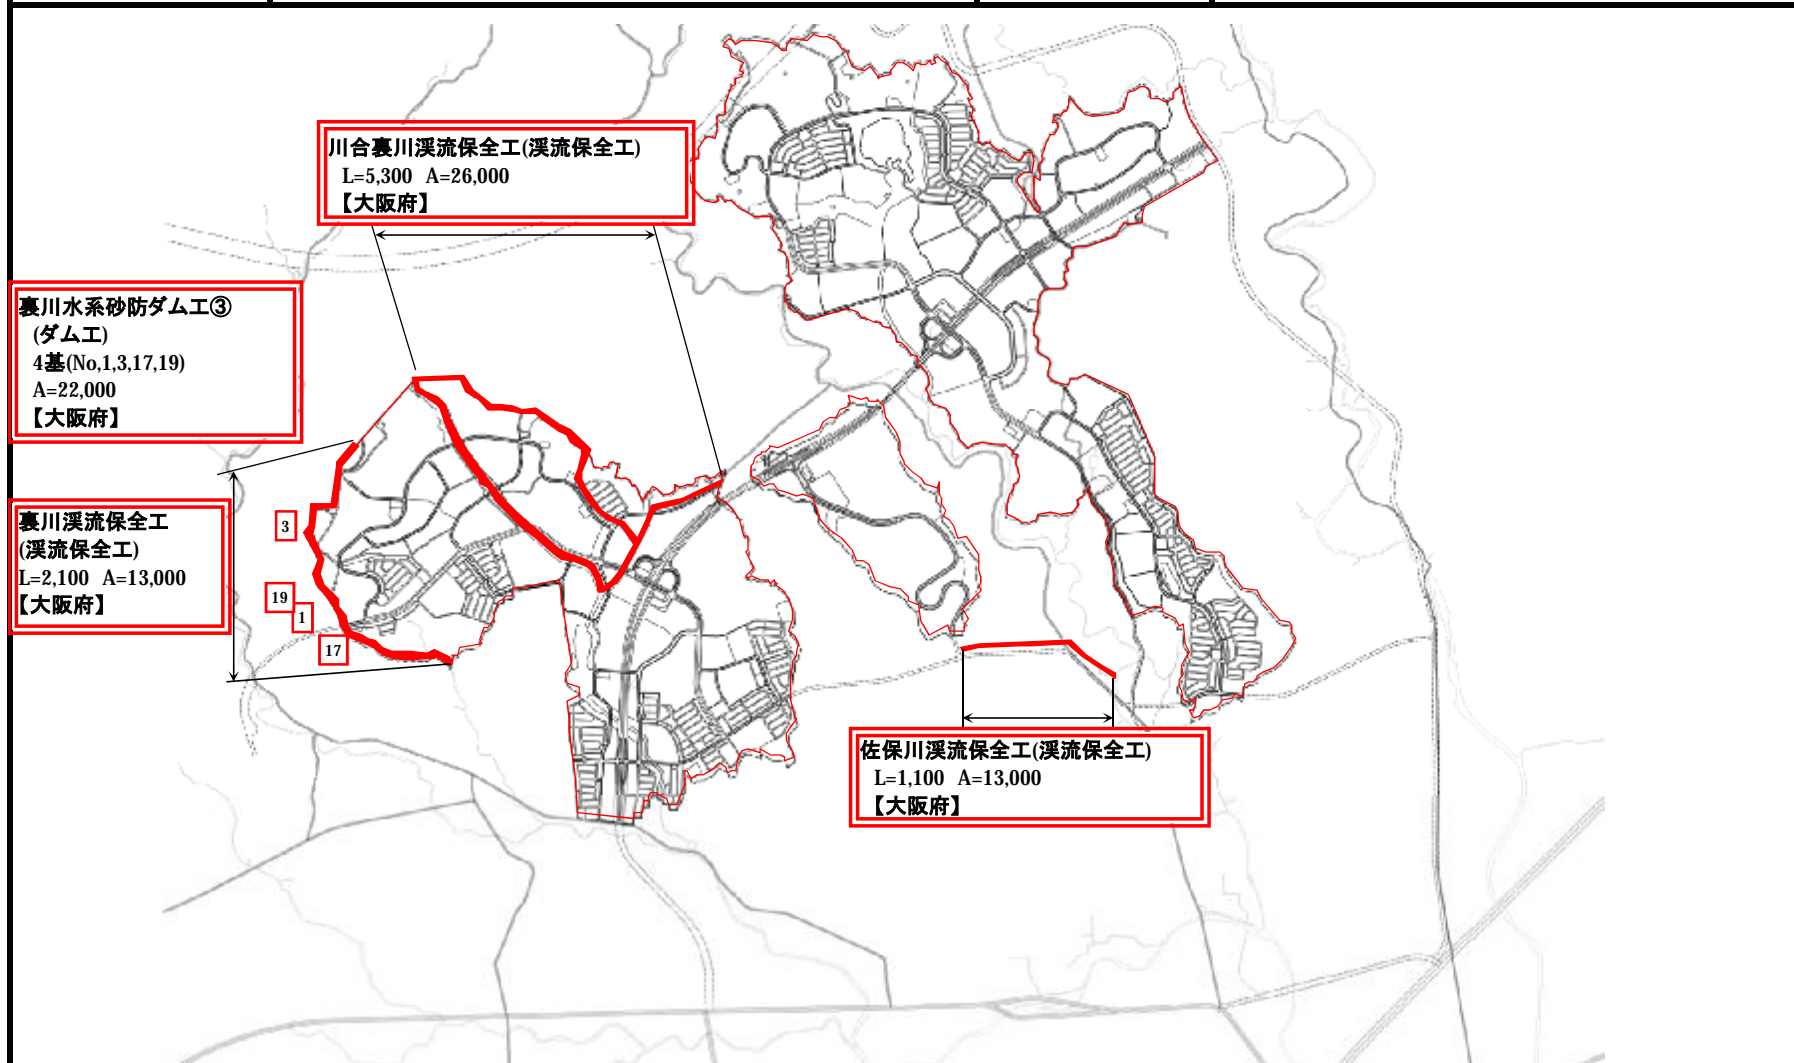 川合裏川渓流保全工(渓流保全工)
L=5,300 A=26,000
【大阪府】
裏川水系砂防ダム工③
(ダム工)
4基(No,1,3,17,19)
A=22,000
【大阪府】
裏川渓流保全工
(渓流保全工)
L=2,100 A=13,000
【大阪府】
3
19
1
17
佐保川渓流保全工(渓流保全工)
L=1,100 A=13,000
【大阪府】